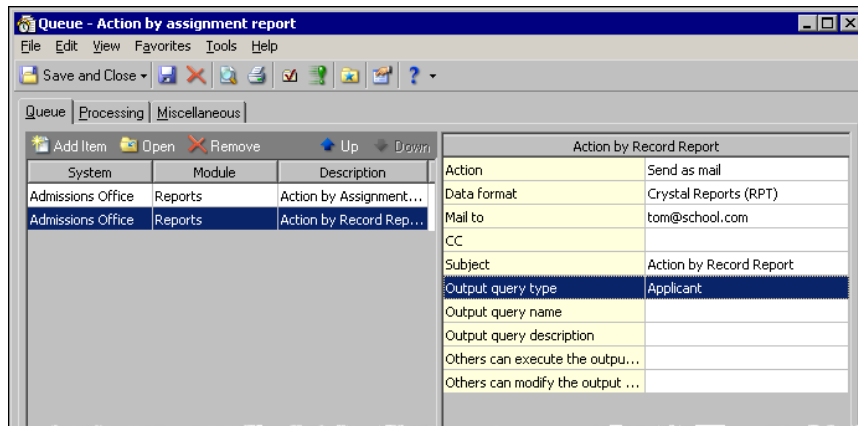 Queue - Action by assignment report
File Edit View Favorites Tools Help
Save and Close
Queue Processing Miscellaneous
Add Item Open Remove Up Down
System Module Description
Admissions Office Reports Action by Assignment...
Admissions Office Reports Action by Record Rep...
Action by Record Report
Action Send as mail
Data format Crystal Reports (RPT)
Mail to tom@school.com
CC
Subject Action by Record Report
Output query type Applicant
Output query name
Output query description
Others can execute the outpu...
Others can modify the output ...